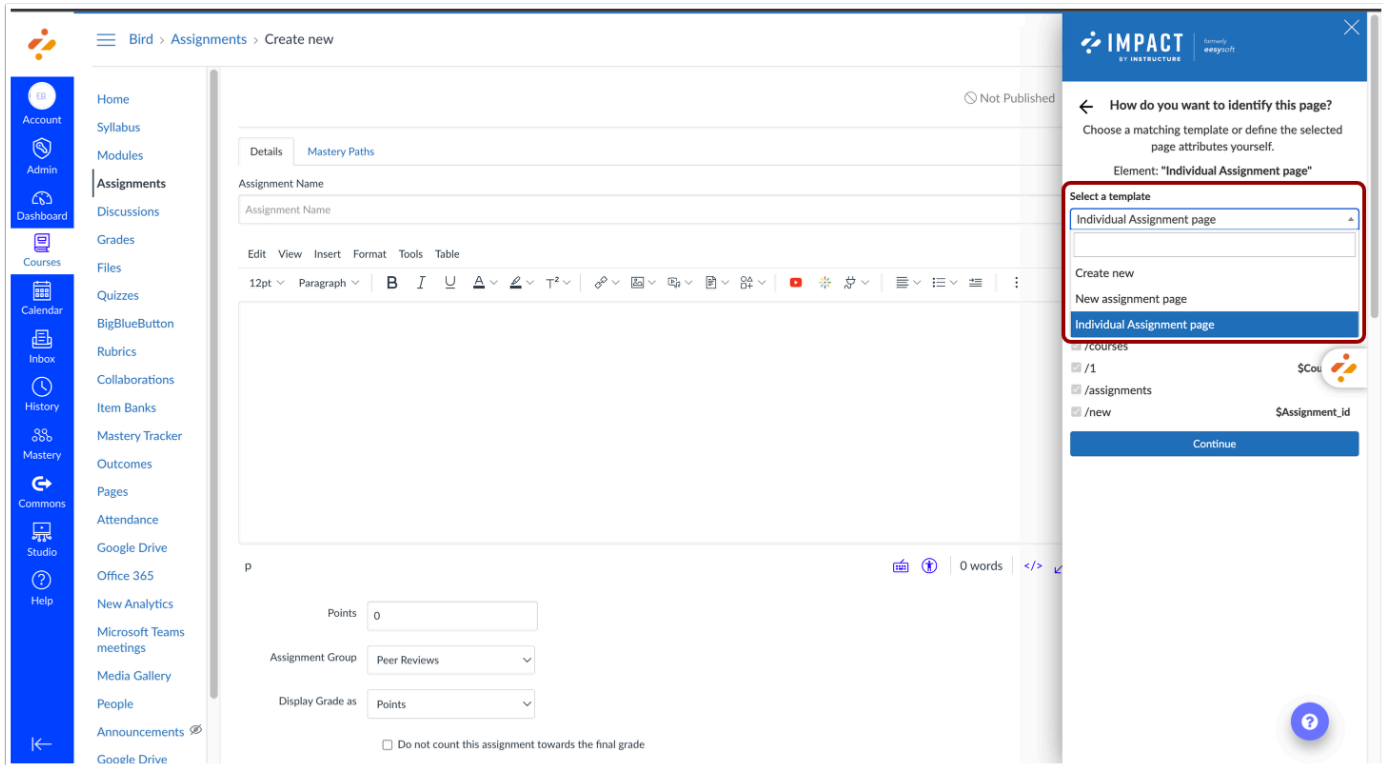 Bird > Assignments > Create new
EB
Account
Admin
Dashboard
Courses
Calendar
Inbox
History
Mastery
Commons
Studio
Help
Home
Syllabus
Modules
Assignments
Discussions
Grades
Files
Quizzes
BigBlueButton
Rubrics
Collaborations
Item Banks
Mastery Tracker
Outcomes
Pages
Attendance
Google Drive
Office 365
New Analytics
Microsoft Teams
meetings
Media Gallery
People
Announcements
Google Drive
Not Published
Details Mastery Paths
Assignment Name
Assignment Name
Edit View Insert Format Tools Table
12pt Paragraph B I U A T²
p 0 words </>
Points 0
Assignment Group Peer Reviews
Display Grade as Points
Do not count this assignment towards the final grade
IMPACT
BY INSTRUCTURE
formerly
eesysoft
How do you want to identify this page?
Choose a matching template or define the selected
page attributes yourself.
Element: "Individual Assignment page"
Select a template
Individual Assignment page
Create new
New assignment page
Individual Assignment page
/courses
/1 $Cou
/assignments
/new $Assignment_id
Continue
?